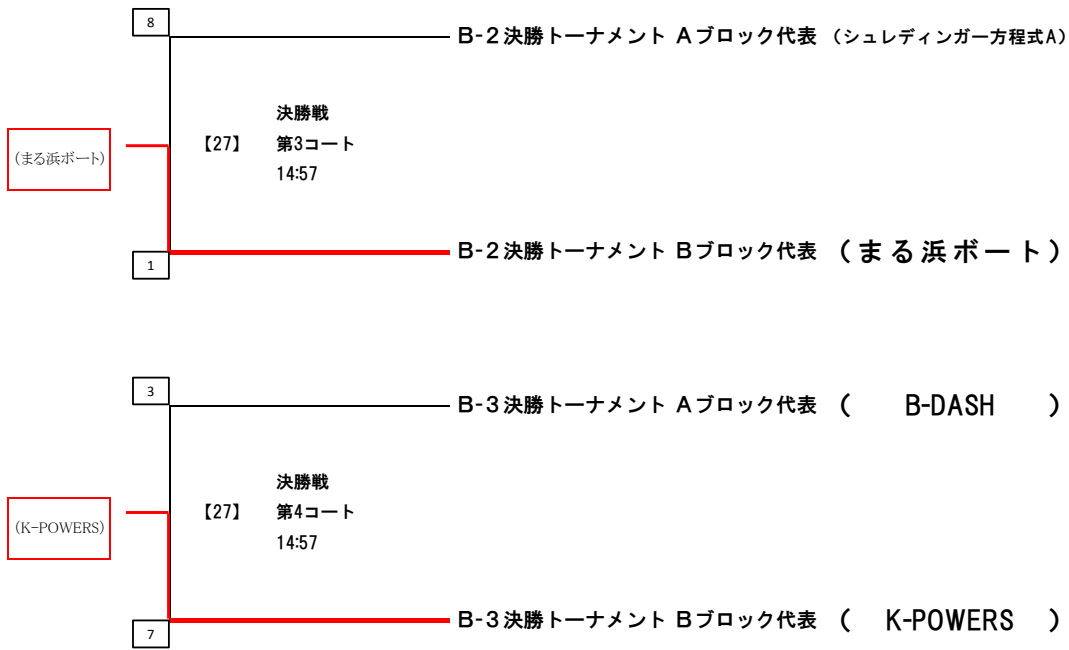 8
B-2決勝トーナメント Aブロック代表 (シュレディンガー方程式A)
決勝戦
【27】 第3コート
14:57
(まる浜ボート)
B-2決勝トーナメント Bブロック代表 (まる浜ボート)
1
3
B-3決勝トーナメント Aブロック代表 ( B-DASH )
決勝戦
【27】 第4コート
14:57
(K-POWERS)
B-3決勝トーナメント Bブロック代表 ( K-POWERS )
7